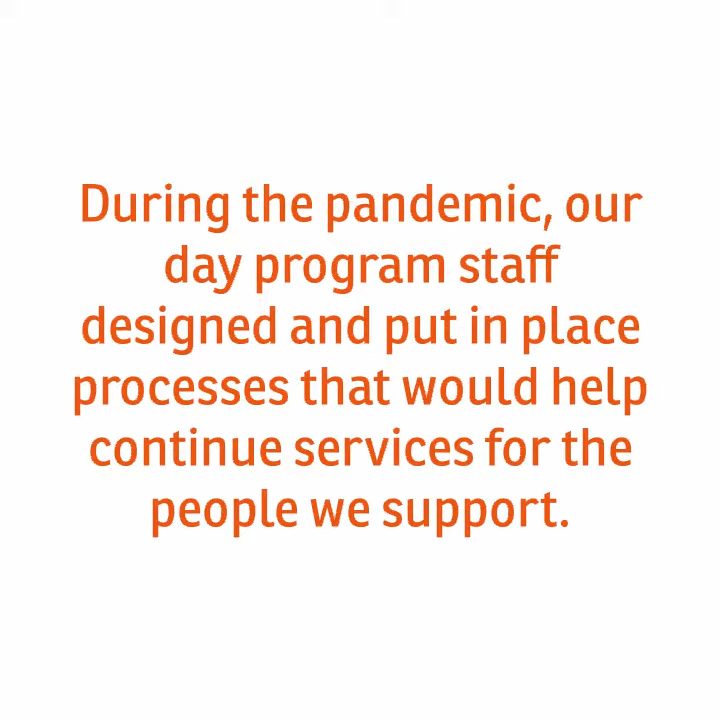 During the pandemic, our
day program staff
designed and put in place
processes that would help
continue services for the
people we support.